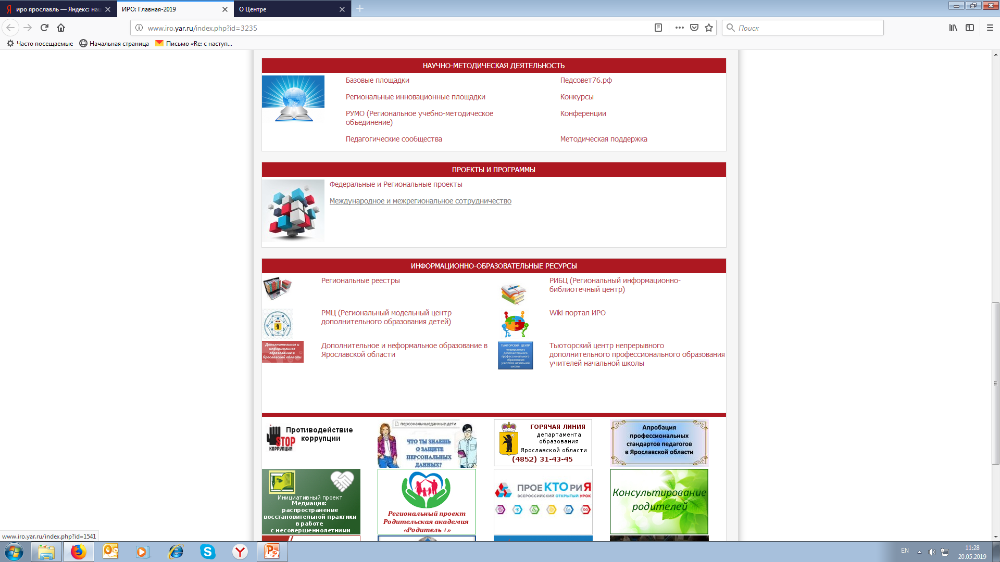 иро ярославль — Яндекс: наш
ИРО: Главная-2019
О Центре
www.iro.yar.ru/index.php?id=3235
Поиск
Часто посещаемые
Начальная страница
Письмо «Re: с наступ...
НАУЧНО-МЕТОДИЧЕСКАЯ ДЕЯТЕЛЬНОСТЬ
Базовые площадки
Педсовет76.рф
Региональные инновационные площадки
Конкурсы
РУМО (Региональное учебно-методическое
объединение)
Конференции
Педагогические сообщества
Методическая поддержка
ПРОЕКТЫ И ПРОГРАММЫ
Федеральные и Региональные проекты
Международное и межрегиональное сотрудничество
ИНФОРМАЦИОННО-ОБРАЗОВАТЕЛЬНЫЕ РЕСУРСЫ
Региональные реестры
РИБЦ (Региональный информационно-
библиотечный центр)
РМЦ (Региональный модельный центр
дополнительного образования детей)
Wiki-портал ИРО
Дополнительное и
неформальное
образование в
Ярославской области
Дополнительное и неформальное образование в
Ярославской области
ТЬЮТОРСКИЙ ЦЕНТР
непрерывного
дополнительного
профессионального
образования
учителей начальной
школы
Тьюторский центр непрерывного
дополнительного профессионального образования
учителей начальной школы
STOP
КОРРУПЦИЯ
Противодействие
коррупции
персональныеданные.дети
ЧТО ТЫ ЗНАЕШЬ
О ЗАЩИТЕ
ПЕРСОНАЛЬНЫХ
ДАННЫХ?
ГОРЯЧАЯ ЛИНИЯ
департамента
образования
Ярославской области
(4852) 31-43-45
Апробация
профессиональных
стандартов педагогов
в Ярославской области
Инициативный проект
Медиация:
распространение
восстановительной практики
в работе
с несовершеннолетними
Региональный проект
Родительская академия
«Родитель +»
ПРОЕКТОРИЯ
ВСЕРОССИЙСКИЙ ОТКРЫТЫЙ УРОК
Консультирование
родителей
www.iro.yar.ru/index.php?id=1541
EN
11:28
20.05.2019